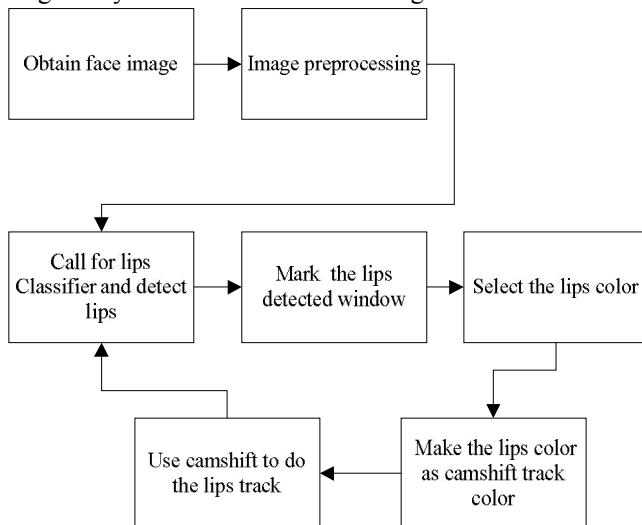 Obtain face image
Image preprocessing
Call for lips
Classifier and detect
lips
Mark the lips
detected window
Select the lips color
Make the lips color
as camshift track
color
Use camshift to do
the lips track